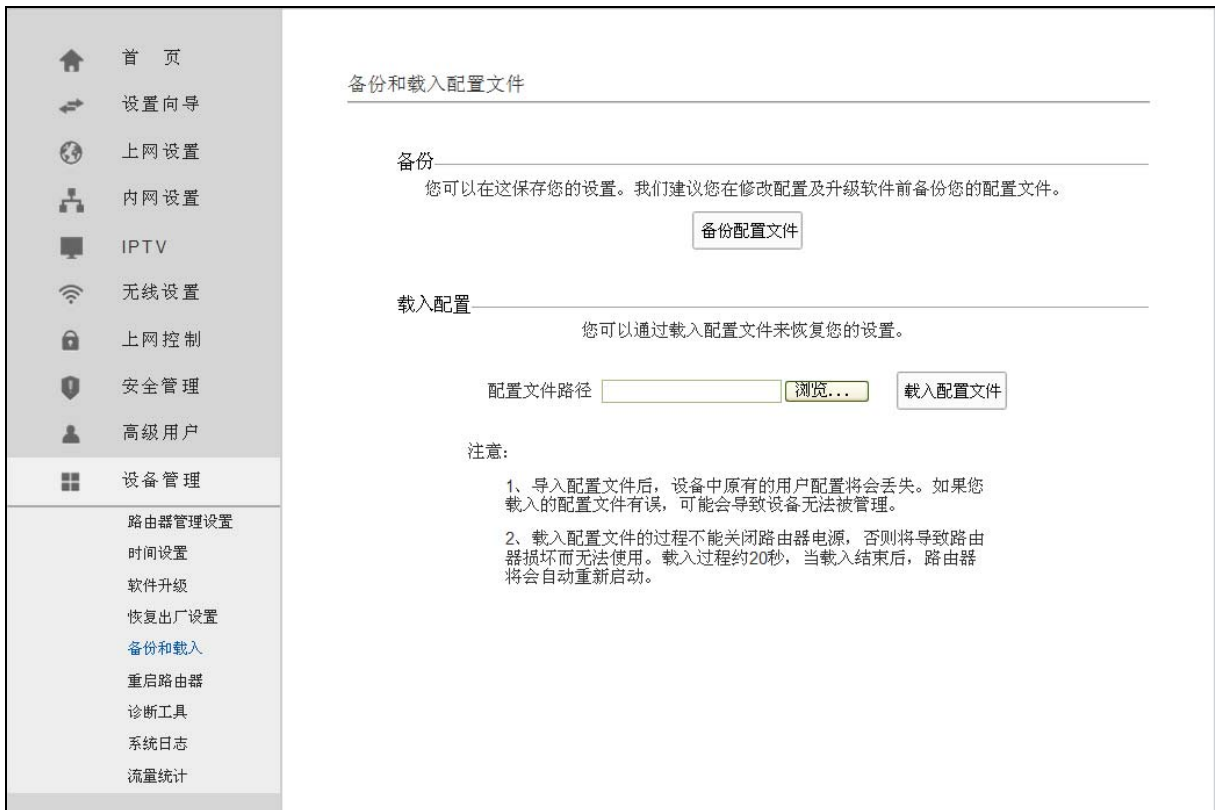 首 页
设置向导
上网设置
内网设置
IPTV
无线设置
上网控制
安全管理
高级用户
设备管理
路由器管理设置
时间设置
软件升级
恢复出厂设置
备份和载入
重启路由器
诊断工具
系统日志
流量统计
备份和载入配置文件
备份
您可以在这保存您的设置。我们建议您在修改配置及升级软件前备份您的配置文件。
备份配置文件
载入配置
您可以通过载入配置文件来恢复您的设置。
配置文件路径 浏览... 载入配置文件
注意：
1、导入配置文件后，设备中原有的用户配置将会丢失。如果您
载入的配置文件有误，可能会导致设备无法被管理。
2、载入配置文件的过程不能关闭路由器电源，否则将导致路由
器损坏而无法使用。载入过程约20秒，当载入结束后，路由器
将会自动重新启动。